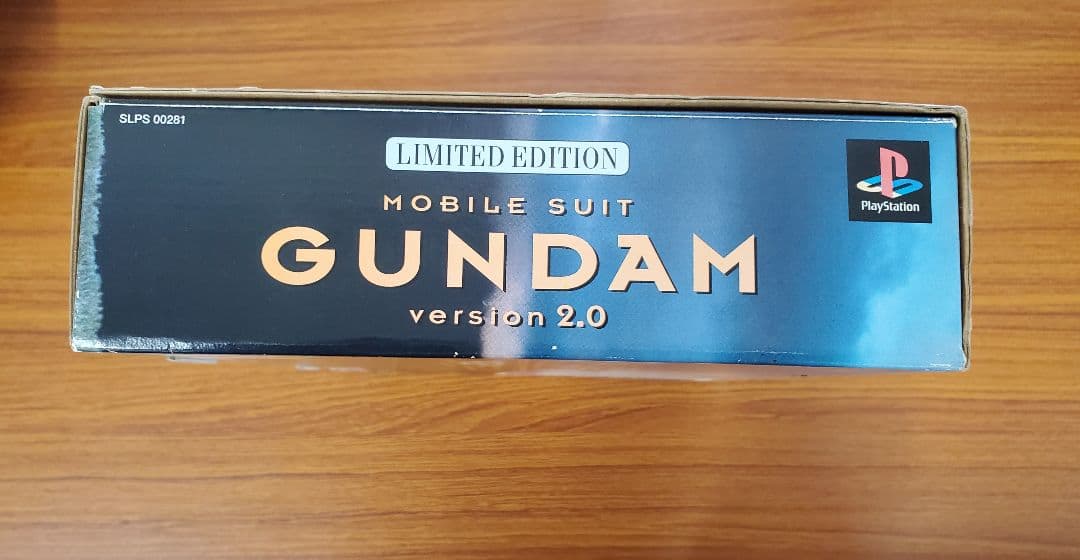 SLPS 00281
LIMITED EDITION
MOBILE SUIT
GUNDAM
version 2.0
PlayStation